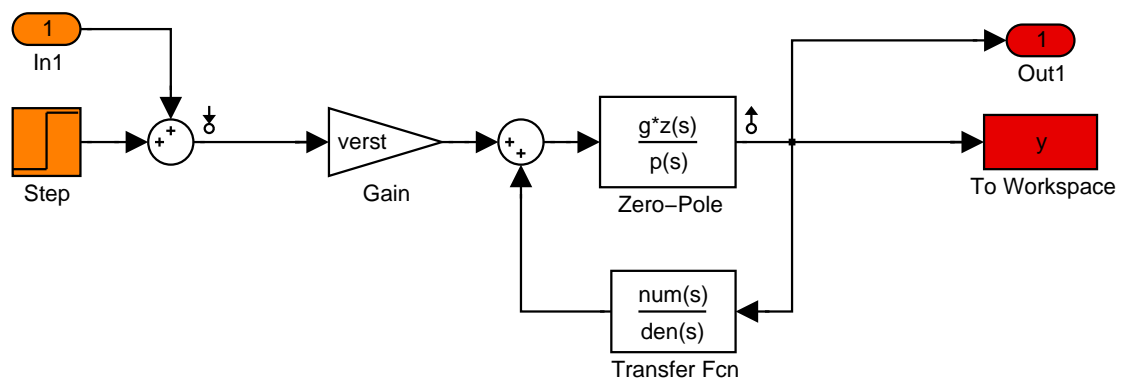 1
In1
1
Out1
+
+
Step
verst
Gain
+
+
g*z(s)
p(s)
Zero−Pole
y
To Workspace
num(s)
den(s)
Transfer Fcn